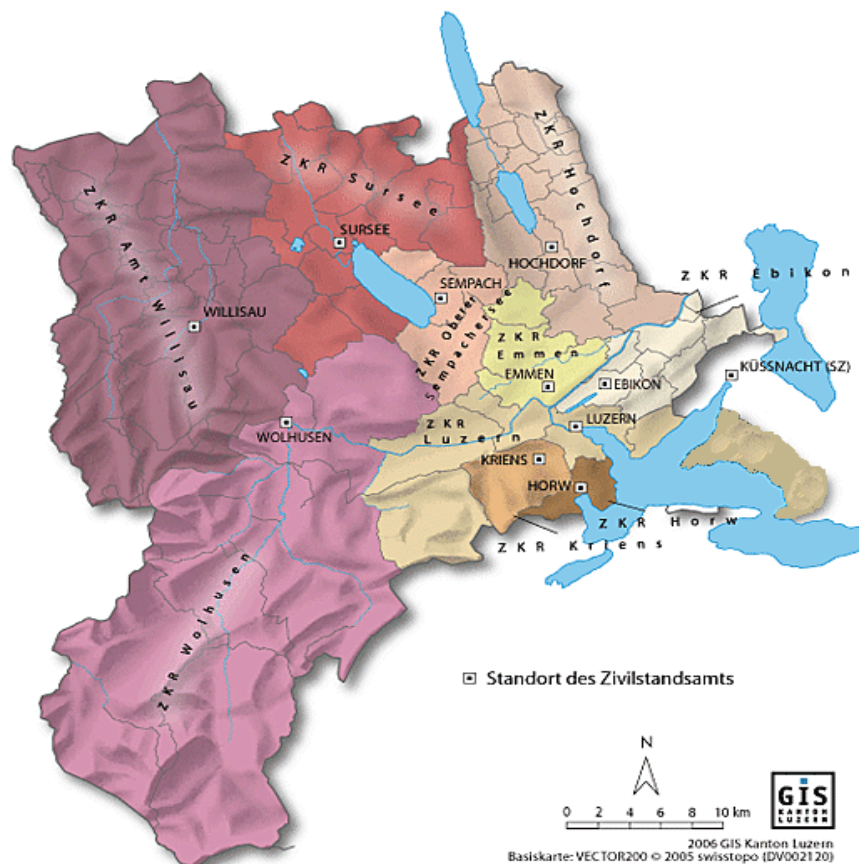 ZKR Hochdorf
ZKR Sursee
ZKR Amt Willisau
SURSEE
HOCHDORF
ZKR Ebikon
SEMPACH
ZKR Oberer
Sempachersee
WILLISAU
ZKR
Emmen
KÜSSNACHT (SZ)
EMMEN
EBIKON
LUZERN
ZKR
Luzern
WOLHUSEN
KRIENS
HORW
ZKR Horw
ZKR Kriens
ZKR Wolhusen
Standort des Zivilstandsamts
N
0 2 4 6 8 10 km
GiS
KANTON
LUZERN
2006 GIS Kanton Luzern
Basiskarte: VECTOR200 © 2005 swisstopo (DV002120)